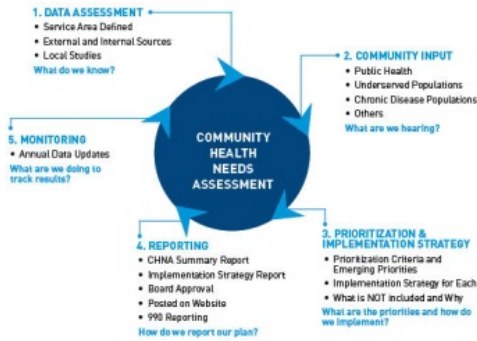 1. DATA ASSESSMENT
• Service Area Defined
• External and Internal Sources
• Local Studies
What do we know?
2. COMMUNITY INPUT
• Public Health
• Underserved Populations
• Chronic Disease Populations
• Others
What are we hearing?
COMMUNITY
HEALTH
NEEDS
ASSESSMENT
3. PRIORITIZATION &
IMPLEMENTATION STRATEGY
• Prioritization Criteria and
Emerging Priorities
• Implementation Strategy for Each
• What is NOT included and Why
What are the priorities and how do
we implement?
4. REPORTING
• CHNA Summary Report
• Implementation Strategy Report
• Board Approval
• Posted on Website
• 990 Reporting
How do we report our plan?
5. MONITORING
• Annual Data Updates
What are we doing to
track results?